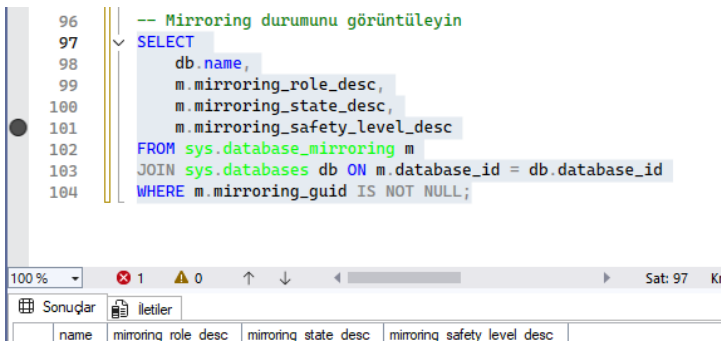 96 -- Mirroring durumunu görüntüleyin
97 SELECT
98 db.name,
99 m.mirroring_role_desc,
100 m.mirroring_state_desc,
101 m.mirroring_safety_level_desc
102 FROM sys.database_mirroring m
103 JOIN sys.databases db ON m.database_id = db.database_id
104 WHERE m.mirroring_guid IS NOT NULL;
100 % 1 0 Sat: 97
Sonuçlar İletiler
name mirroring_role_desc mirroring_state_desc mirroring_safety_level_desc